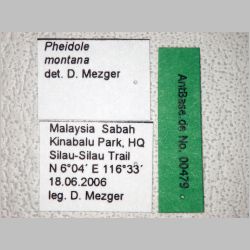 Pheidole
montana
det. D. Mezger
Malaysia Sabah
Kinabalu Park, HQ
Silau-Silau Trail
N 6°04´ E 116°33´
18.06.2006
leg. D. Mezger
AntBase.de No. 00479